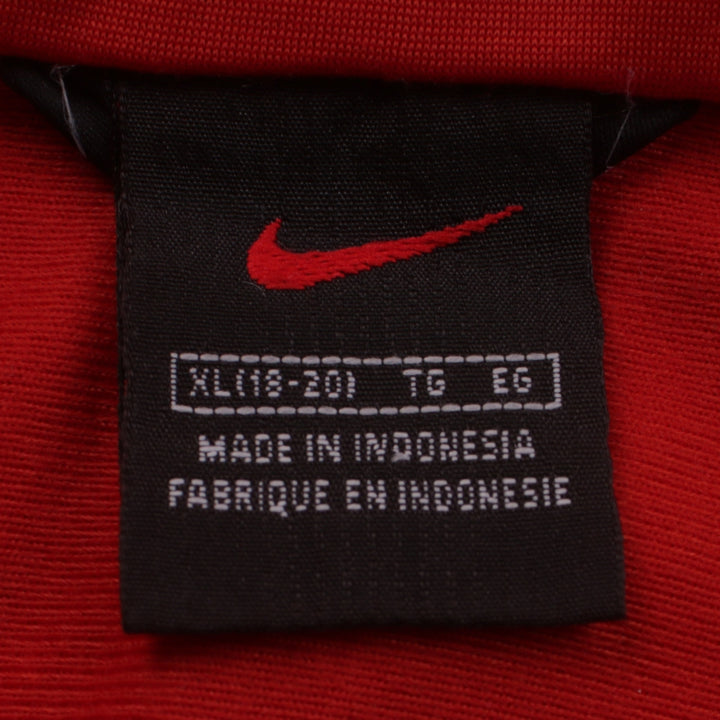 XL(18-20) TG EG
MADE IN INDONESIA
FABRIQUE EN INDONESIE